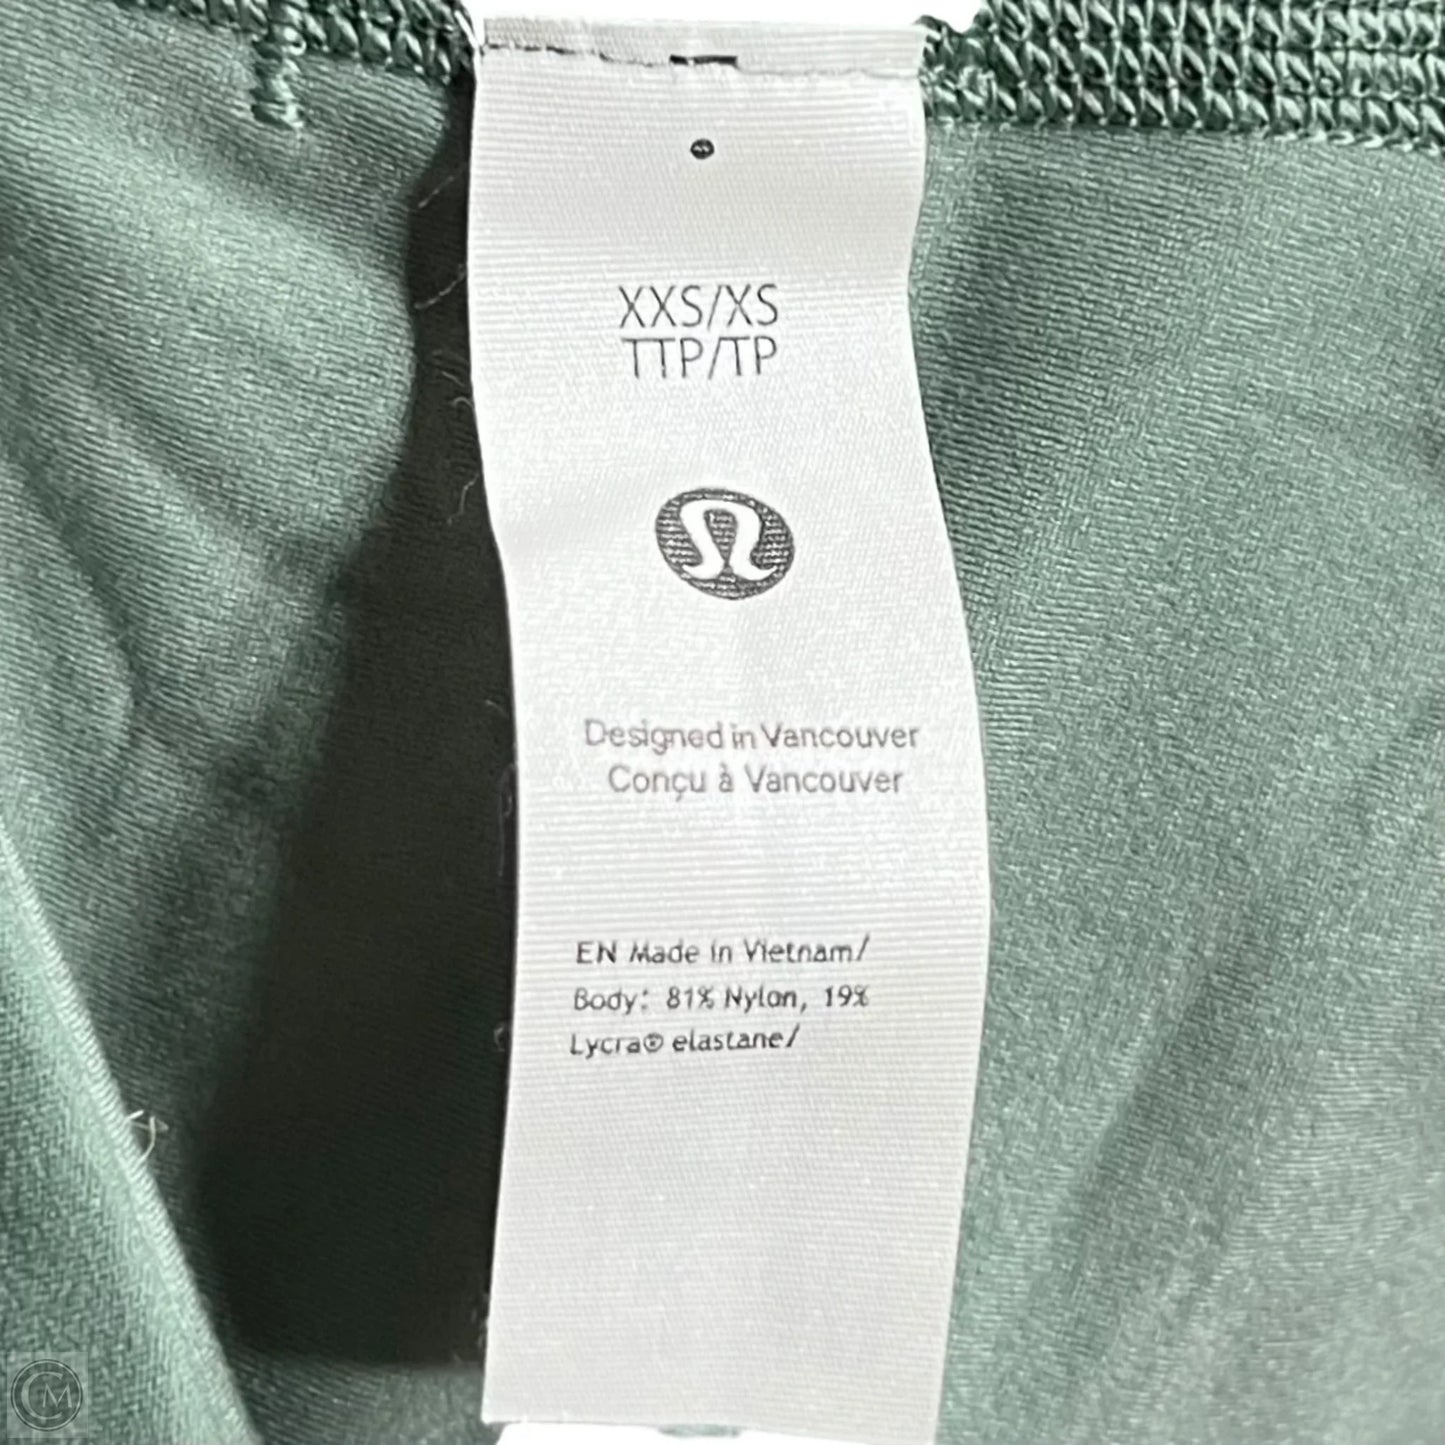 XXS/XS
TTP/TP
Designed in Vancouver
Conçu à Vancouver
EN Made in Vietnam/
Body: 81% Nylon, 19%
Lycra® elastane/
CM